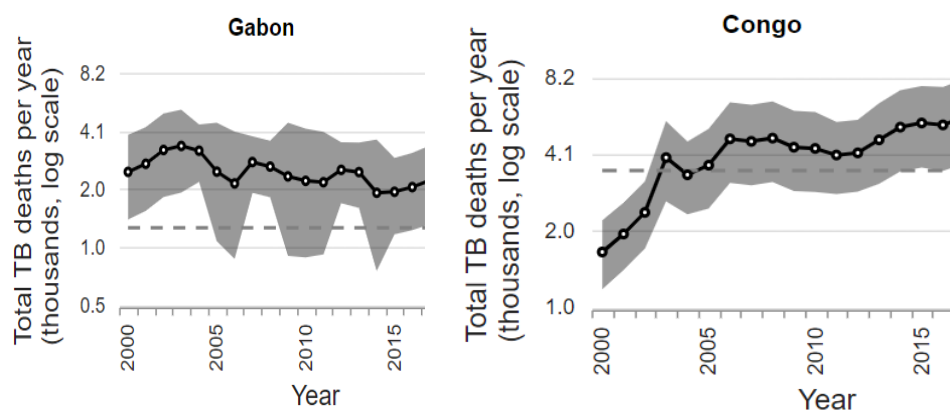 Gabon
Total TB deaths per year
(thousands, log scale)
8.2
4.1
2.0
1.0
0.5
2000
2005
2010
2015
Year
Congo
Total TB deaths per year
(thousands, log scale)
8.2
4.1
2.0
1.0
2000
2005
2010
2015
Year